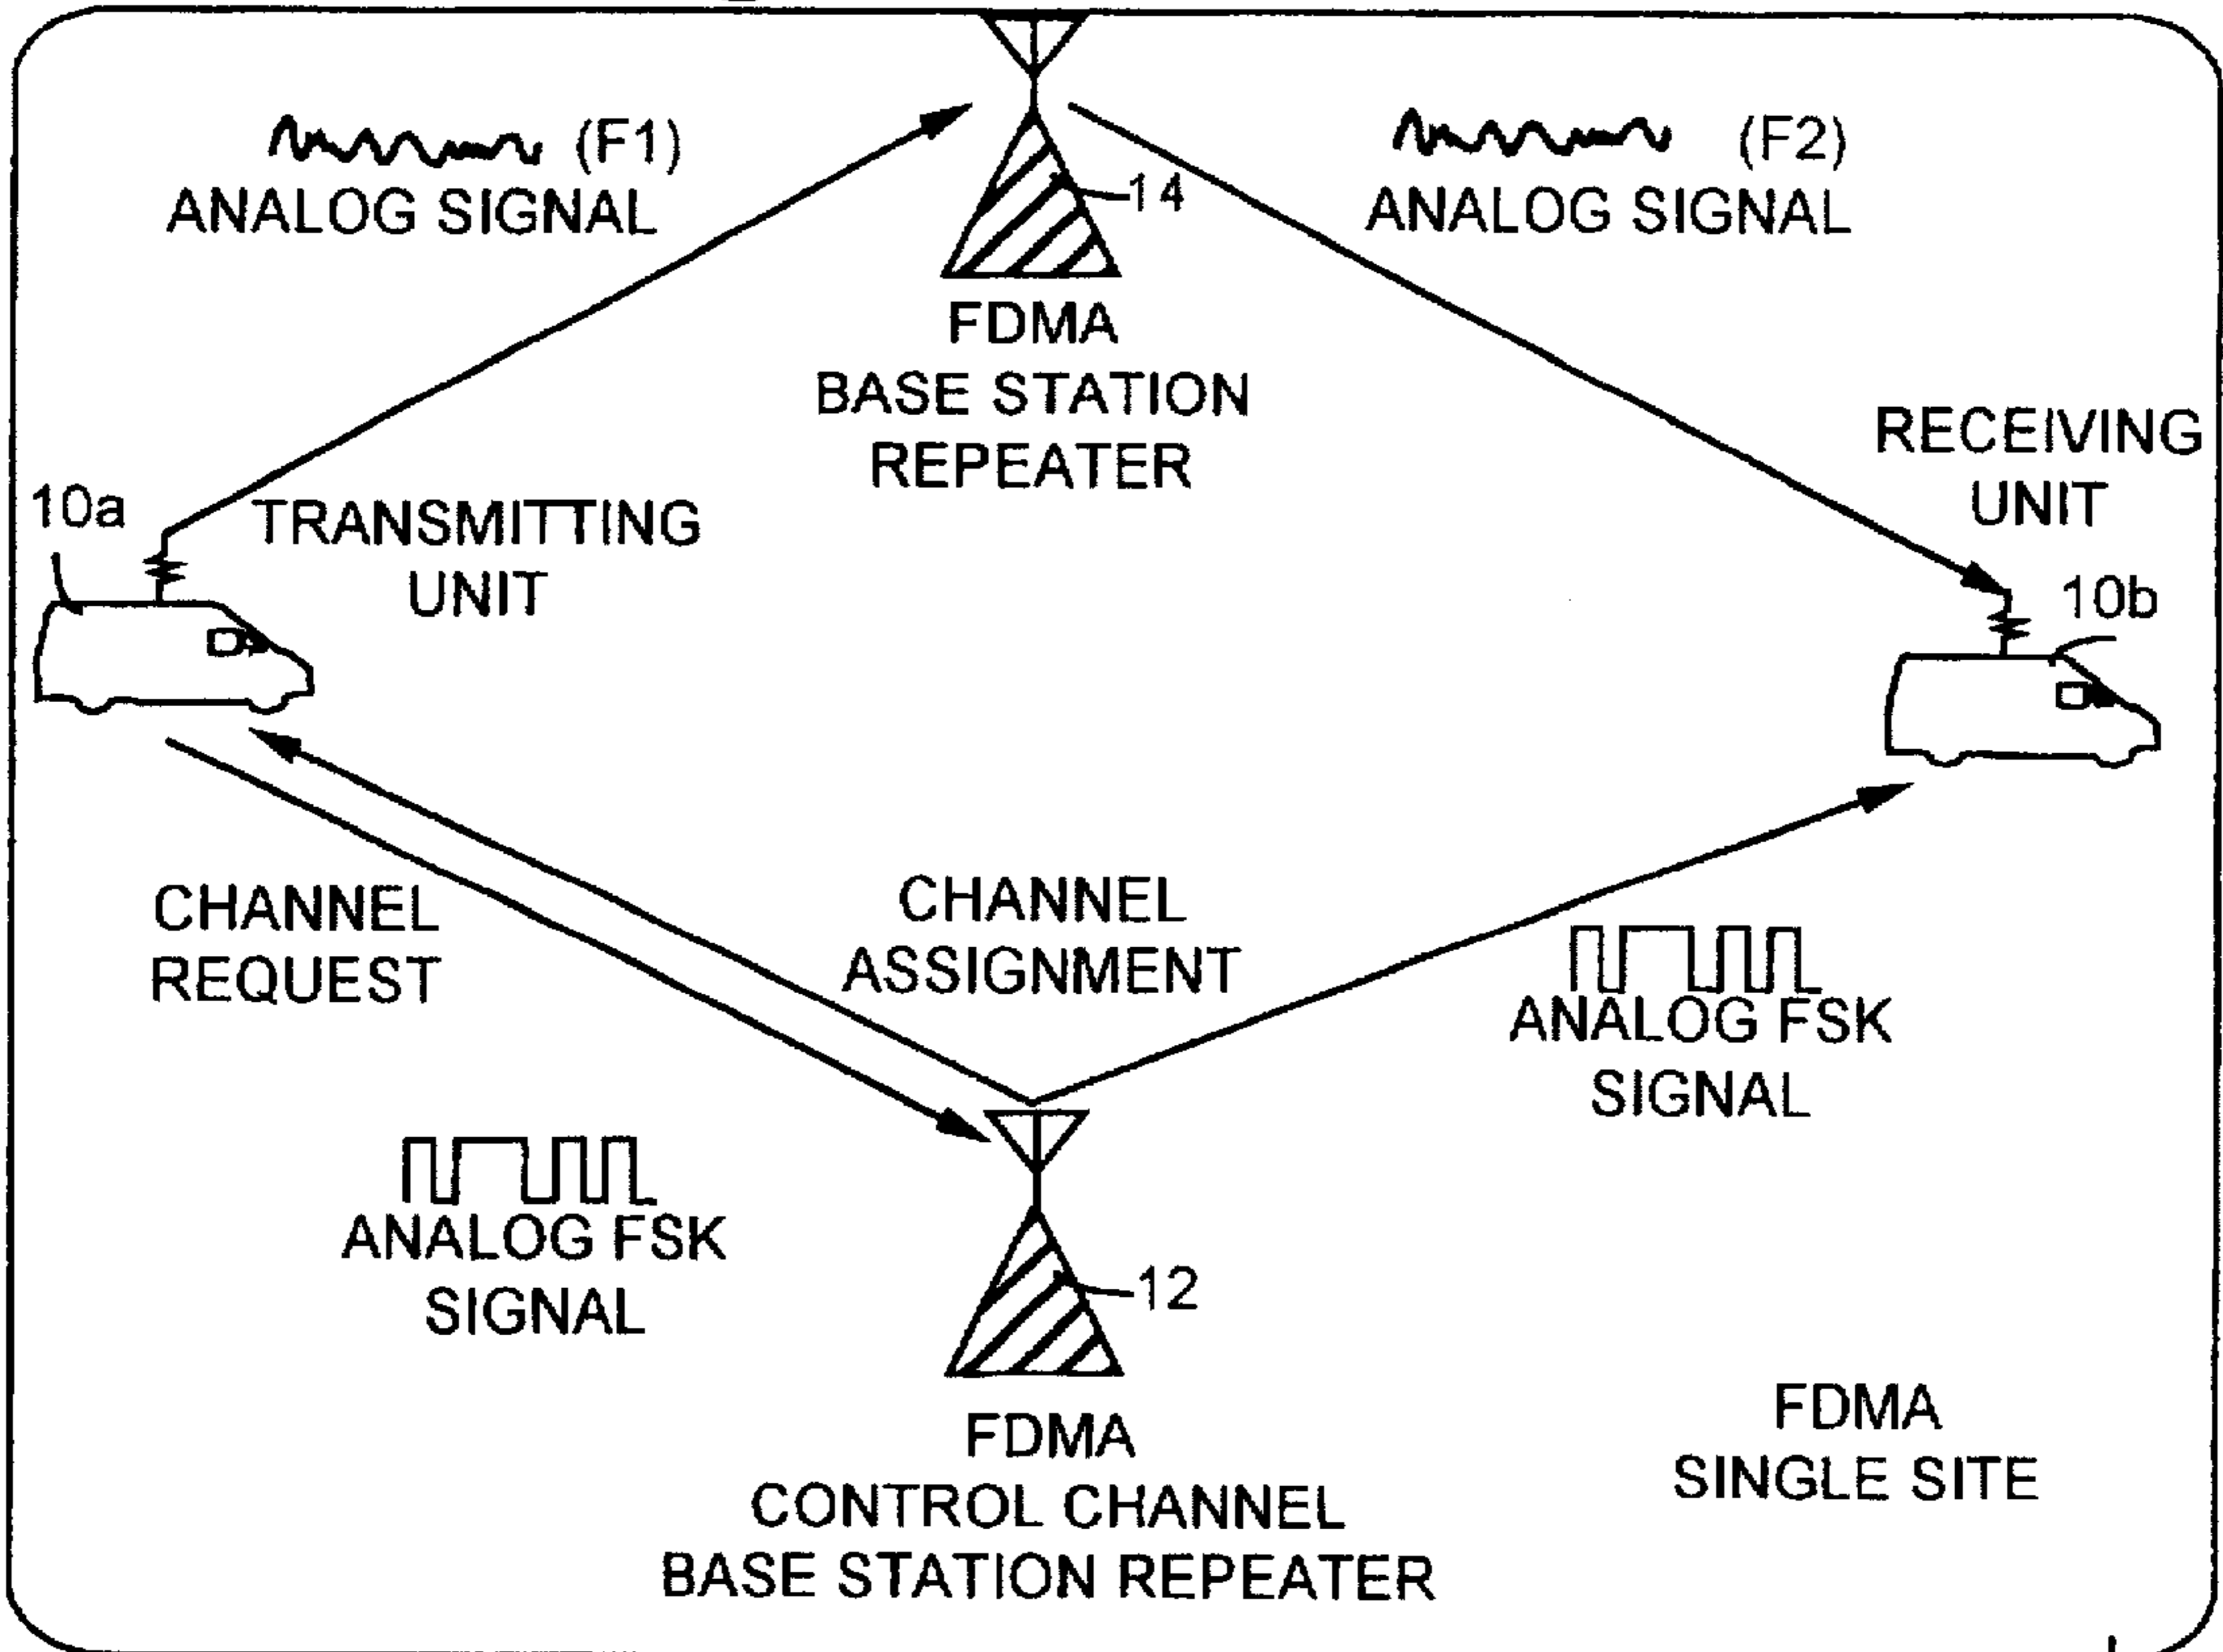 (F1)
ANALOG SIGNAL
14
(F2)
ANALOG SIGNAL
FDMA
BASE STATION
REPEATER
RECEIVING
UNIT
10a
TRANSMITTING
UNIT
10b
CHANNEL
REQUEST
CHANNEL
ASSIGNMENT
ANALOG FSK
SIGNAL
ANALOG FSK
SIGNAL
12
FDMA
CONTROL CHANNEL
BASE STATION REPEATER
FDMA
SINGLE SITE